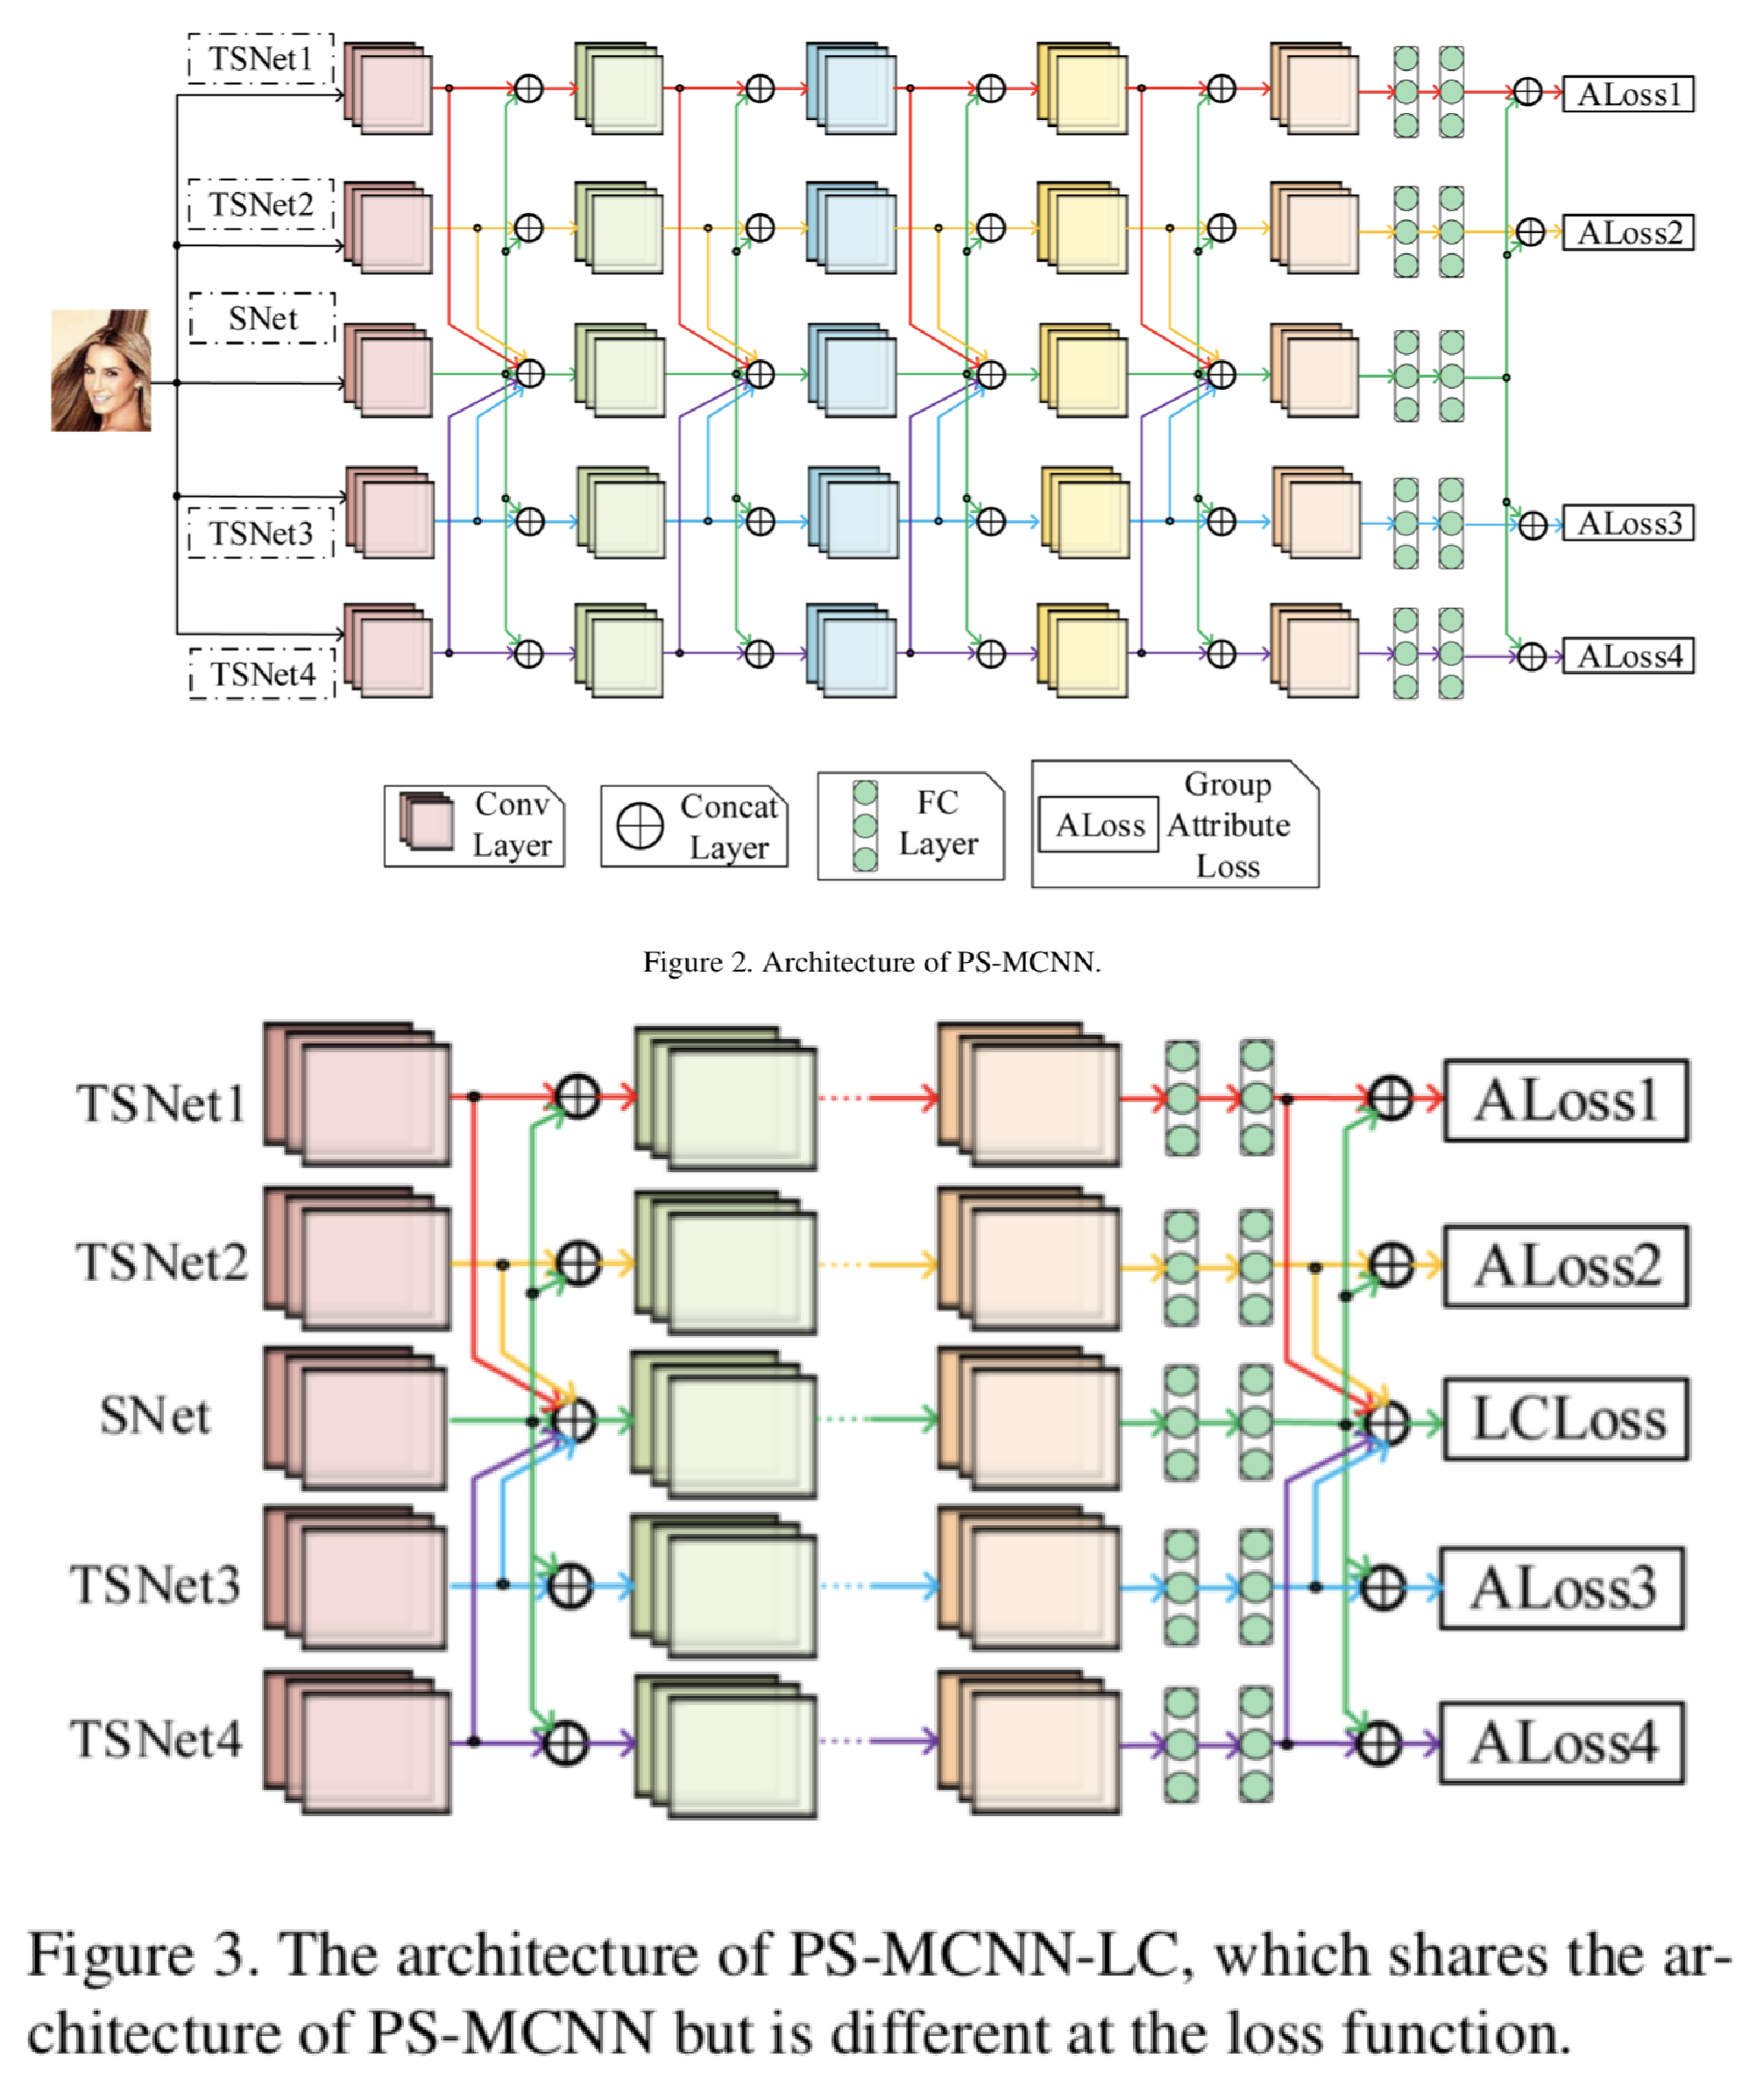 TSNet1
ALoss1
TSNet2
ALoss2
SNet
TSNet3
ALoss3
TSNet4
ALoss4
Conv
Layer
Concat
Layer
FC
Layer
ALoss
Group
Attribute
Loss
Figure 2. Architecture of PS-MCNN.
TSNet1
ALoss1
TSNet2
ALoss2
SNet
LCLoss
TSNet3
ALoss3
TSNet4
ALoss4
Figure 3. The architecture of PS-MCNN-LC, which shares the ar-
chitecture of PS-MCNN but is different at the loss function.